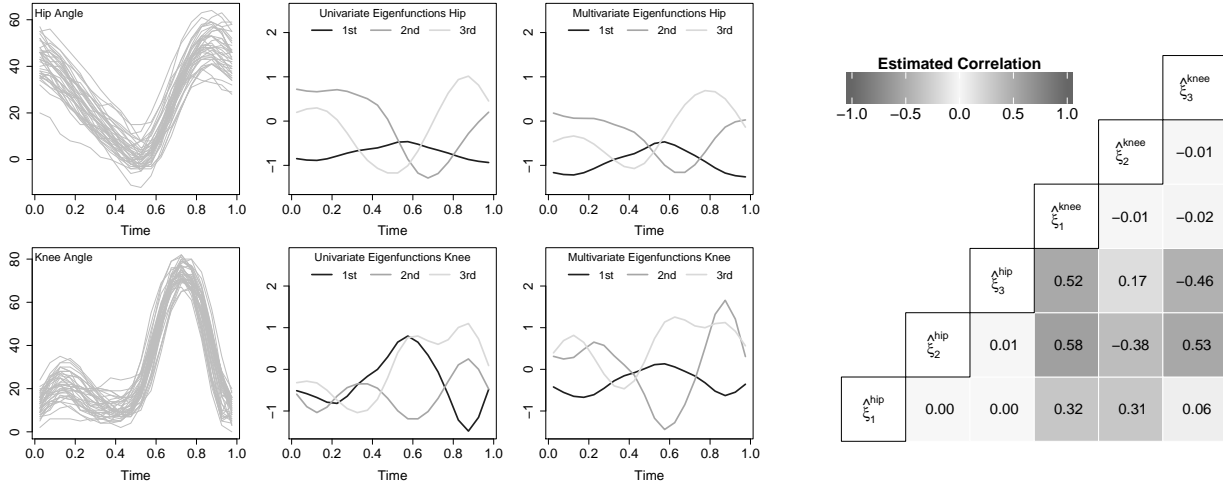 Hip Angle
60
40
20
0
0.0 0.2 0.4 0.6 0.8 1.0
Time
Univariate Eigenfunctions Hip
1st 2nd 3rd
2
1
0
−1
0.0 0.2 0.4 0.6 0.8 1.0
Time
Multivariate Eigenfunctions Hip
1st 2nd 3rd
2
1
0
−1
0.0 0.2 0.4 0.6 0.8 1.0
Time
Knee Angle
80
60
40
20
0
0.0 0.2 0.4 0.6 0.8 1.0
Time
Univariate Eigenfunctions Knee
1st 2nd 3rd
2
1
0
−1
0.0 0.2 0.4 0.6 0.8 1.0
Time
Multivariate Eigenfunctions Knee
1st 2nd 3rd
2
1
0
−1
0.0 0.2 0.4 0.6 0.8 1.0
Time
Estimated Correlation
−1.0 −0.5 0.0 0.5 1.0
ξ̂₃ knee
ξ̂₂ knee −0.01
ξ̂₁ knee −0.01 −0.02
ξ̂₃ hip 0.52 0.17 −0.46
ξ̂₂ hip 0.01 0.58 −0.38 0.53
ξ̂₁ hip 0.00 0.00 0.32 0.31 0.06